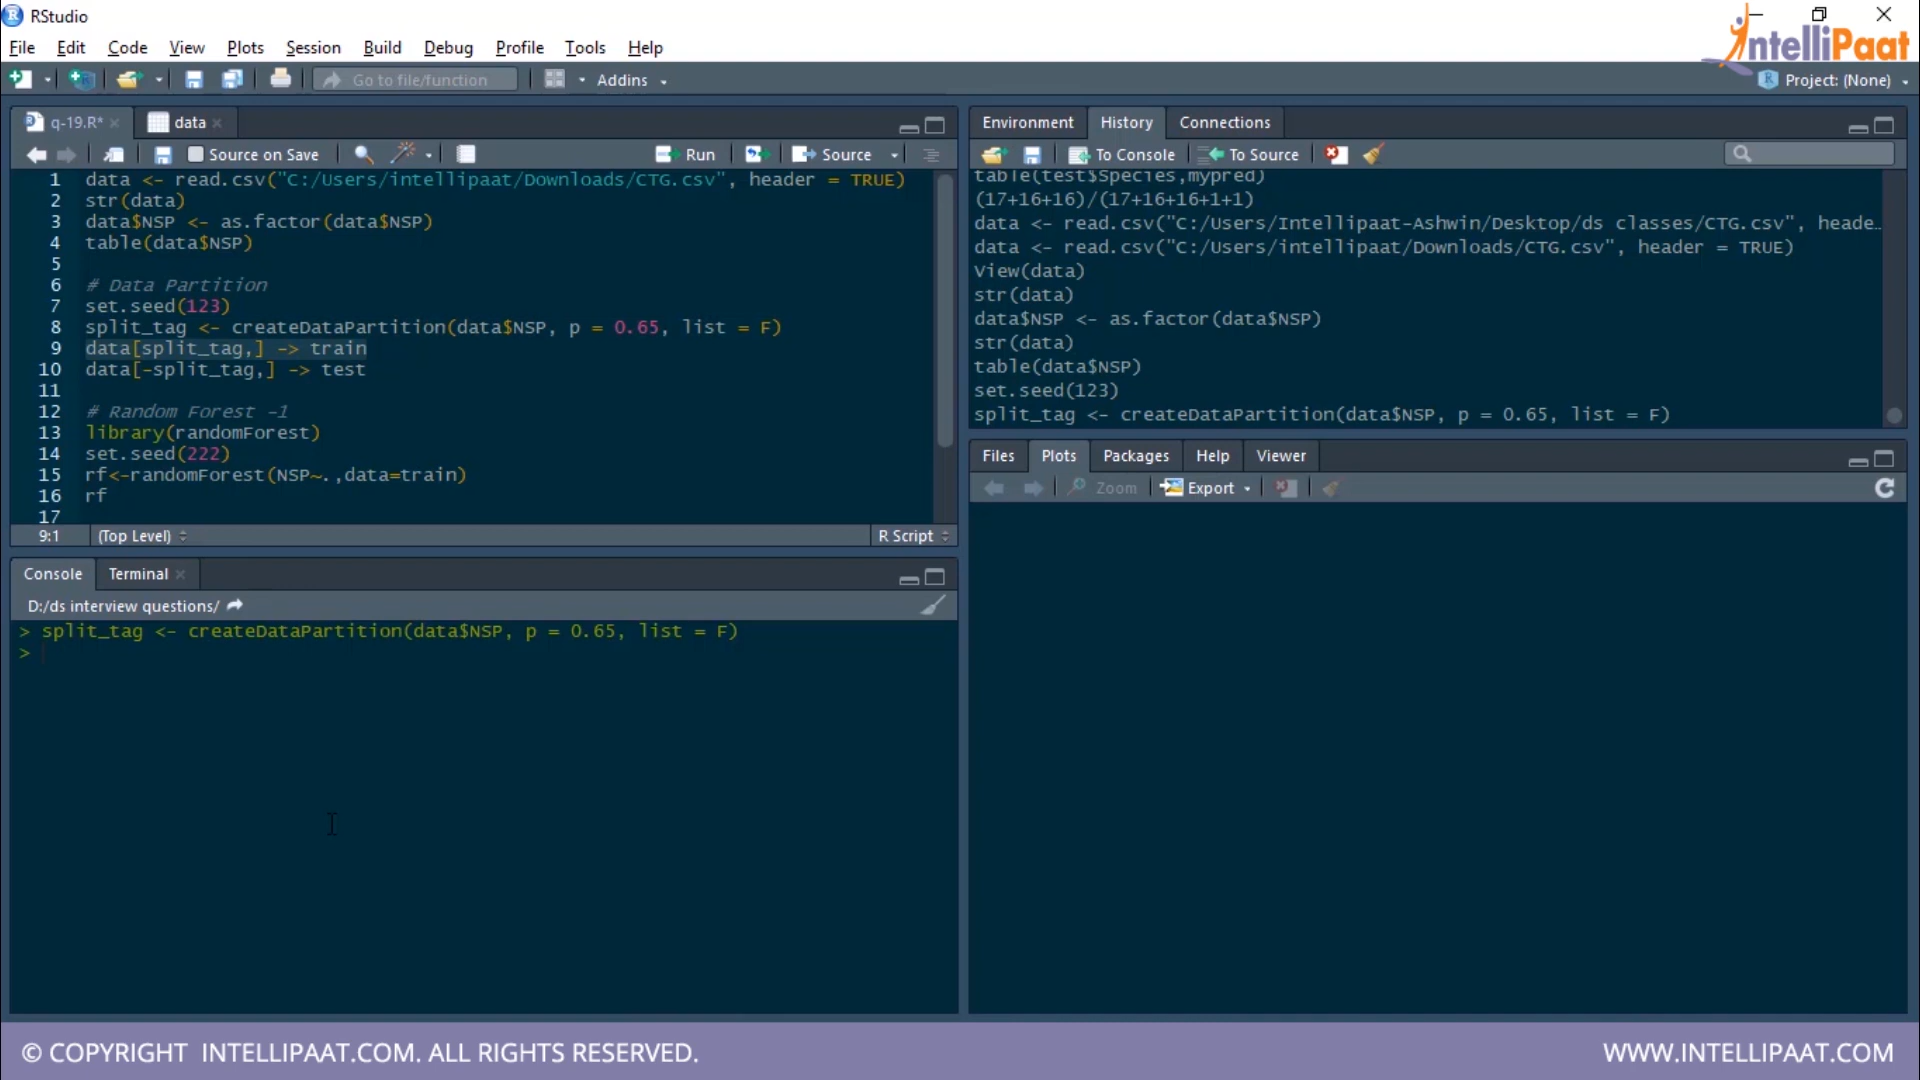 RStudio
IntelliPaat
File Edit Code View Plots Session Build Debug Profile Tools Help
Go to file/function Addins Project: (None)
q-19.R* data
Source on Save Run Source
1 data <- read.csv("C:/Users/intellipaat/Downloads/CTG.csv", header = TRUE)
2 str(data)
3 data$NSP <- as.factor(data$NSP)
4 table(data$NSP)
5
6 # Data Partition
7 set.seed(123)
8 split_tag <- createDataPartition(data$NSP, p = 0.65, list = F)
9 data[split_tag,] -> train
10 data[-split_tag,] -> test
11
12 # Random Forest -1
13 library(randomForest)
14 set.seed(222)
15 rf<-randomForest(NSP~.,data=train)
16 rf
17
9:1 (Top Level) R Script
Console Terminal
D:/ds interview questions/
> split_tag <- createDataPartition(data$NSP, p = 0.65, list = F)
>
Environment History Connections
To Console To Source
table(test$Species,mypred)
(17+16+16)/(17+16+16+1+1)
data <- read.csv("C:/Users/Intellipaat-Ashwin/Desktop/ds classes/CTG.csv", heade…
data <- read.csv("C:/Users/intellipaat/Downloads/CTG.csv", header = TRUE)
View(data)
str(data)
data$NSP <- as.factor(data$NSP)
str(data)
table(data$NSP)
set.seed(123)
split_tag <- createDataPartition(data$NSP, p = 0.65, list = F)
Files Plots Packages Help Viewer
Zoom Export
© COPYRIGHT INTELLIPAAT.COM. ALL RIGHTS RESERVED.
WWW.INTELLIPAAT.COM